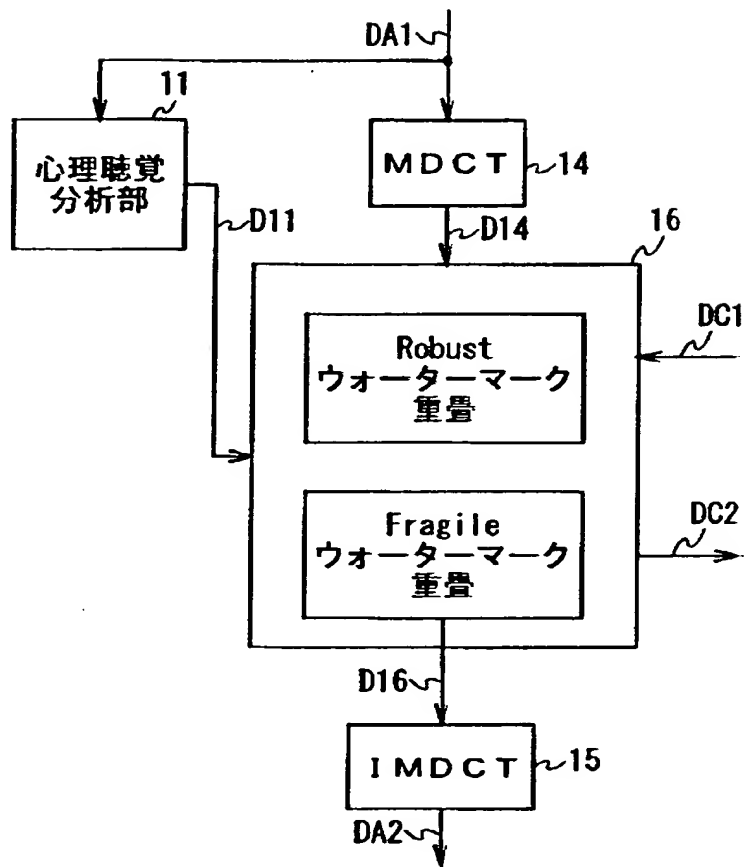 DA1
11
心理聴覚
分析部
MDCT
14
D11
D14
16
Robust
ウォーターマーク
重畳
DC1
Fragile
ウォーターマーク
重畳
DC2
D16
IMDCT
15
DA2